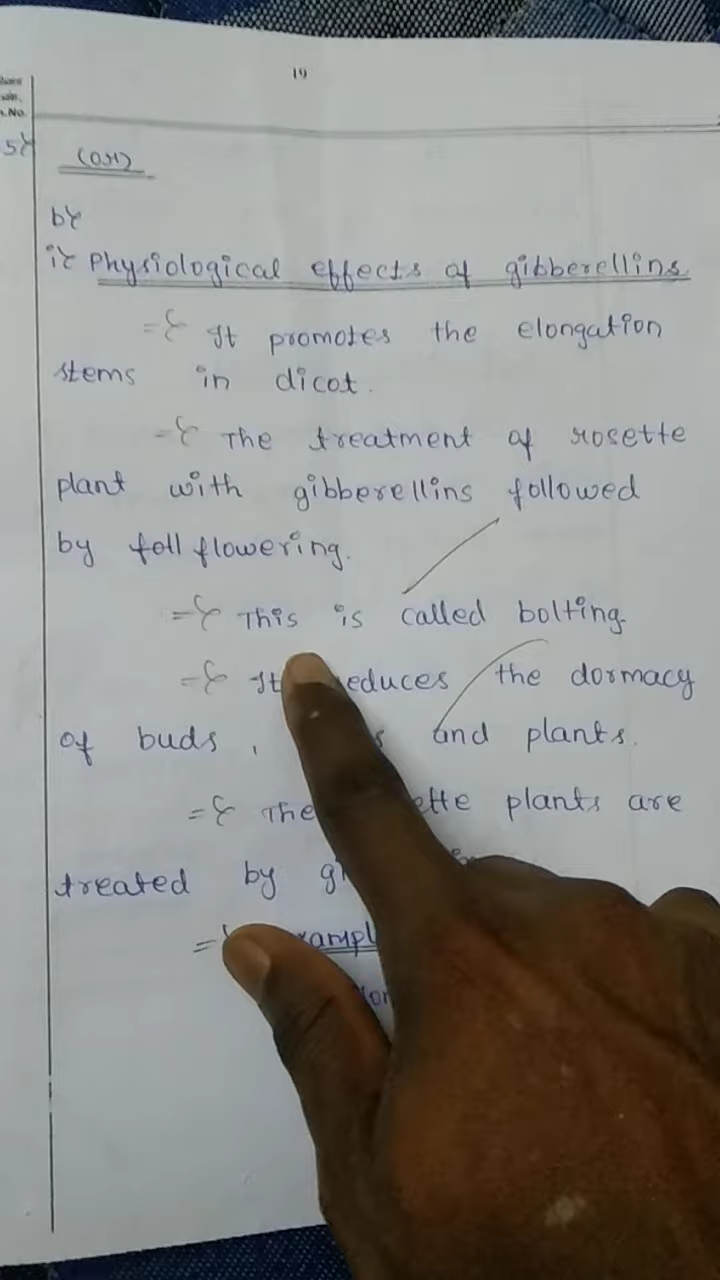 19
5)
(or)
b)
i) Physiological effects of gibberellins
=> It promotes the elongation
stems in dicot.
=> The treatment of rosette
plant with gibberellins followed
by foll flowering.
=> This is called bolting.
=> It reduces the dormacy
of buds, and plants.
=> The plants are
treated by
=>